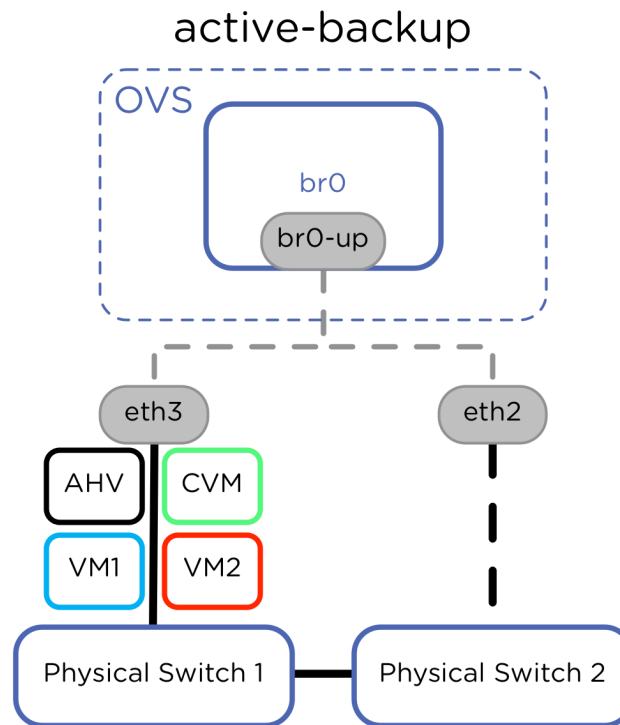 active-backup
OVS
br0
br0-up
eth3
eth2
AHV
CVM
VM1
VM2
Physical Switch 1
Physical Switch 2